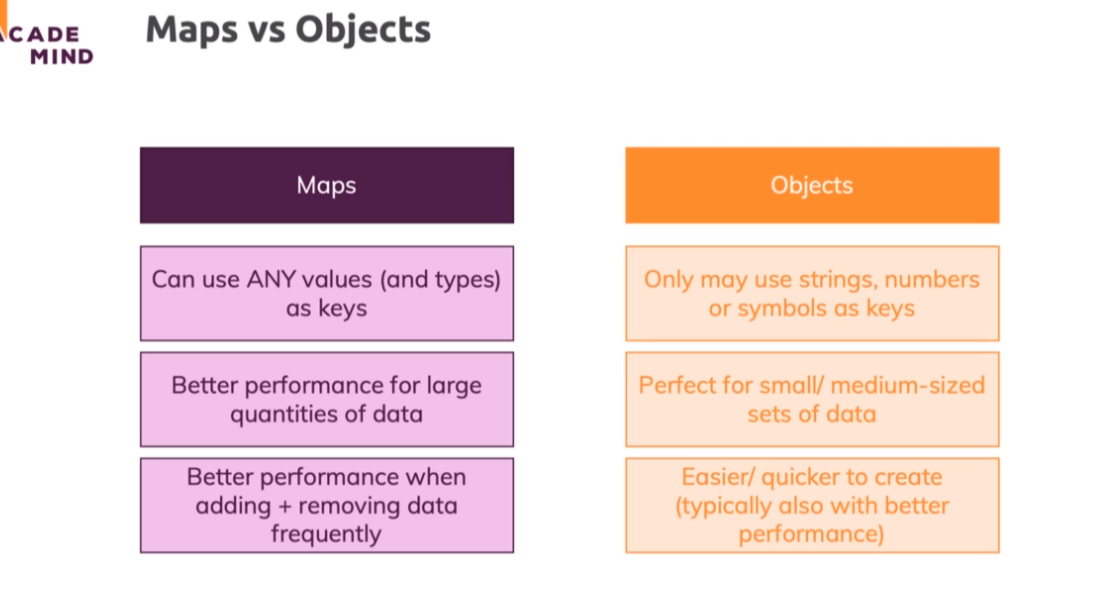 CADE
MIND
Maps vs Objects
Maps
Objects
Can use ANY values (and types)
as keys
Only may use strings, numbers
or symbols as keys
Better performance for large
quantities of data
Perfect for small/ medium-sized
sets of data
Better performance when
adding + removing data
frequently
Easier/ quicker to create
(typically also with better
performance)